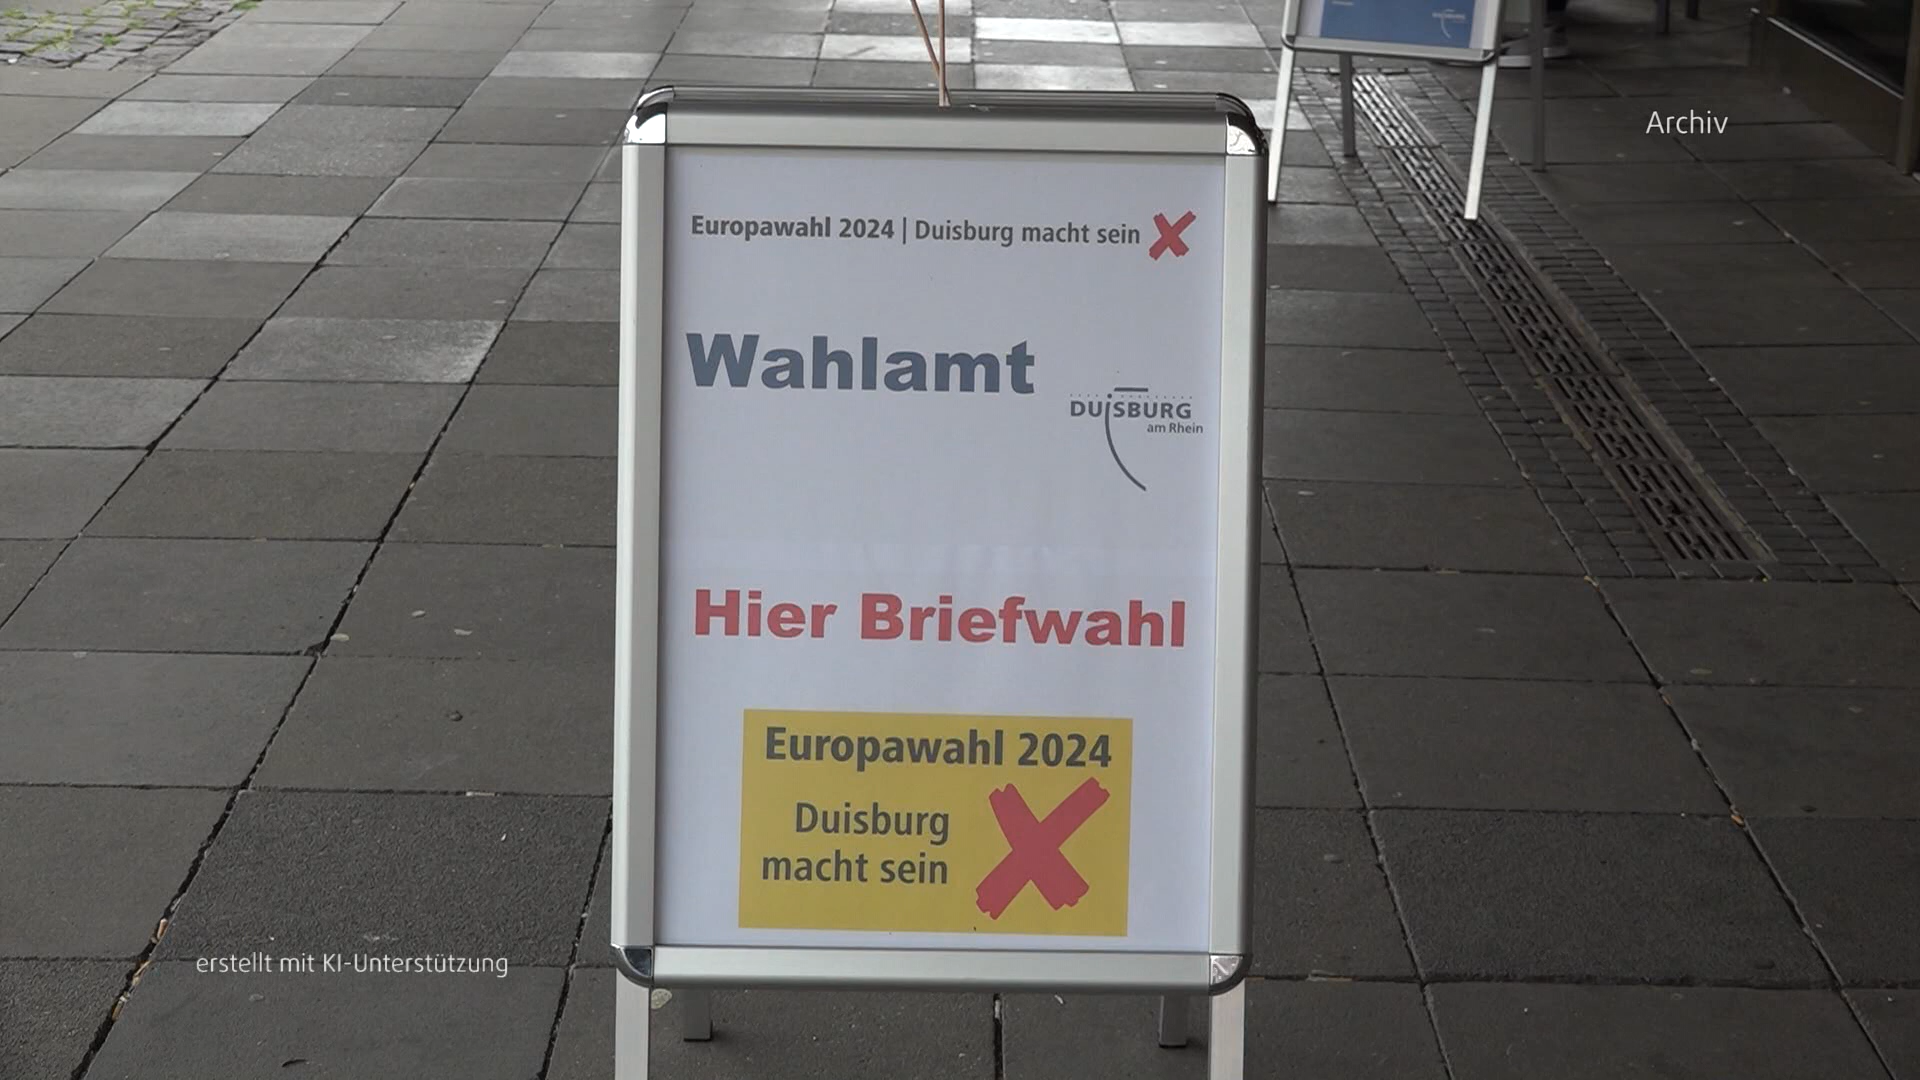 Archiv
Europawahl 2024 | Duisburg macht sein
Wahlamt
DUISBURG
am Rhein
Hier Briefwahl
Europawahl 2024
Duisburg
macht sein
erstellt mit KI-Unterstützung